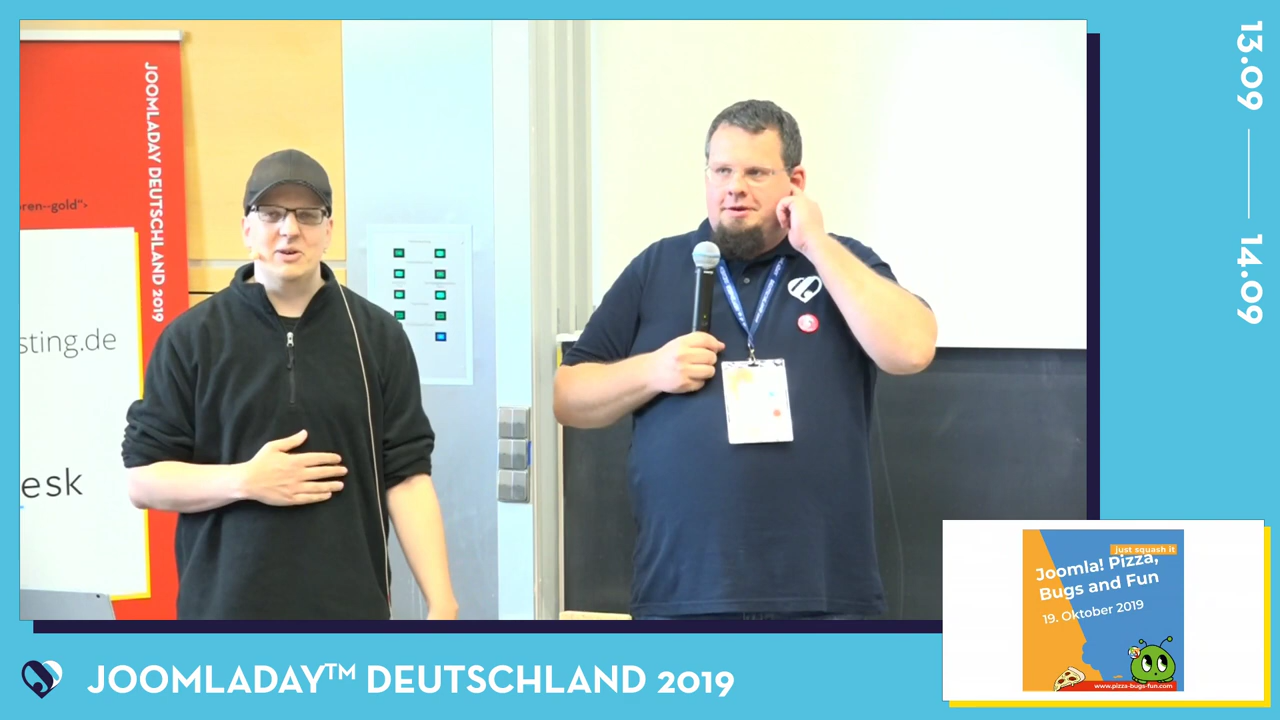 JOOMLADAY DEUTSCHLAND 2019
oren--gold">
sting.de
esk
13.09
14.09
just squash it
Joomla! Pizza,
Bugs and Fun
19. Oktober 2019
www.pizza-bugs-fun.com
JOOMLADAY™ DEUTSCHLAND 2019